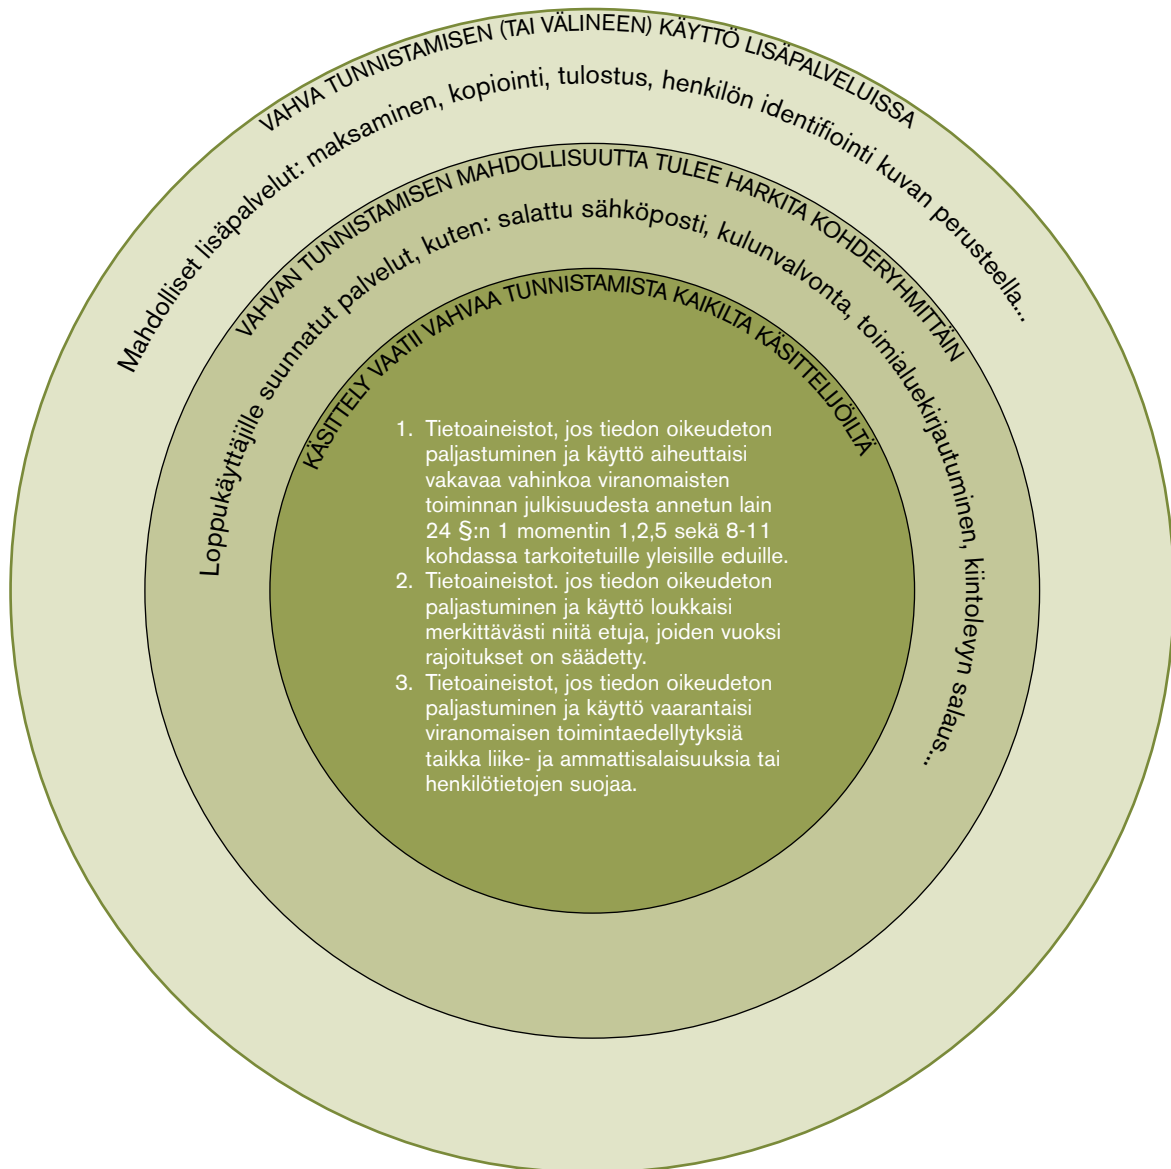 VAHVA TUNNISTAMISEN (TAI VÄLINEEN) KÄYTTÖ LISÄPALVELUISSA
Mahdolliset lisäpalvelut: maksaminen, kopiointi, tulostus, henkilön identifiointi kuvan perusteella...
VAHVAN TUNNISTAMISEN MAHDOLLISUUTTA TULEE HARKITA KOHDERYHMITTÄIN
Loppukäyttäjille suunnatut palvelut, kuten: salattu sähköposti, kulunvalvonta, toimialuekirjautuminen, kiintolevyn salaus...
KÄSITTELY VAATII VAHVAA TUNNISTAMISTA KAIKILTA KÄSITTELIJÖILTÄ
1. Tietoaineistot, jos tiedon oikeudeton
paljastuminen ja käyttö aiheuttaisi
vakavaa vahinkoa viranomaisten
toiminnan julkisuudesta annetun lain
24 §:n 1 momentin 1,2,5 sekä 8-11
kohdassa tarkoitetuille yleisille eduille.
2. Tietoaineistot. jos tiedon oikeudeton
paljastuminen ja käyttö loukkaisi
merkittävästi niitä etuja, joiden vuoksi
rajoitukset on säädetty.
3. Tietoaineistot, jos tiedon oikeudeton
paljastuminen ja käyttö vaarantaisi
viranomaisen toimintaedellytyksiä
taikka liike- ja ammattisalaisuuksia tai
henkilötietojen suojaa.